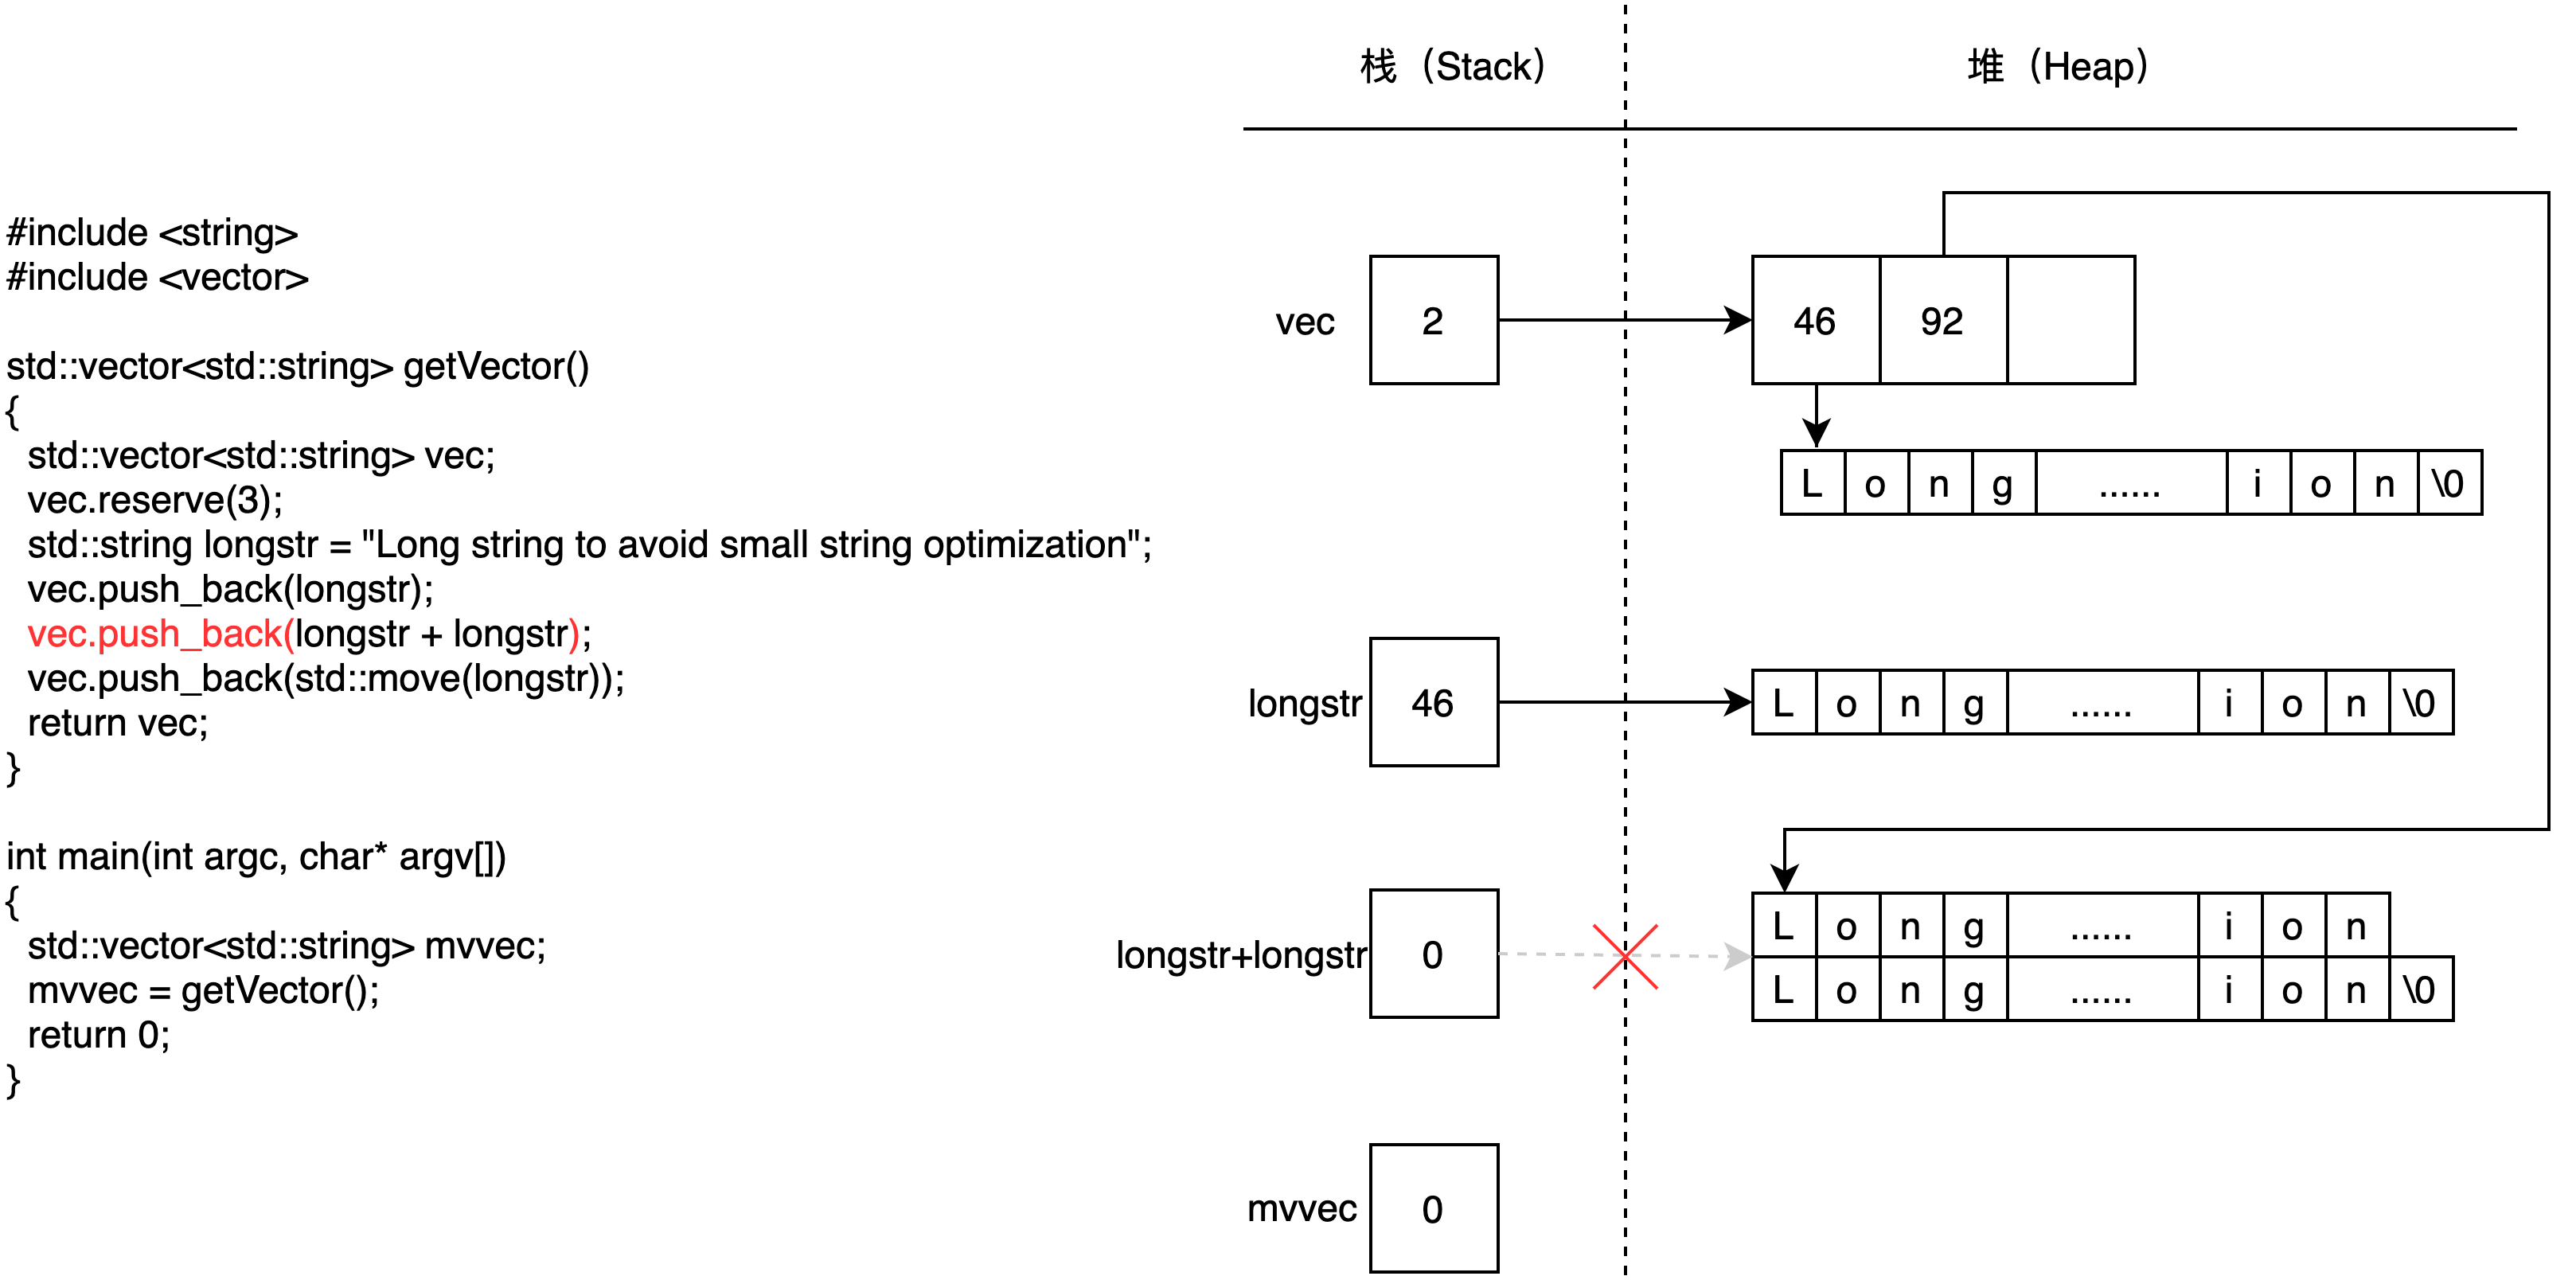 栈（Stack）
堆（Heap）
#include <string>
#include <vector>
std::vector<std::string> getVector()
{
std::vector<std::string> vec;
vec.reserve(3);
std::string longstr = "Long string to avoid small string optimization";
vec.push_back(longstr);
vec.push_back(longstr + longstr);
vec.push_back(std::move(longstr));
return vec;
}
int main(int argc, char* argv[])
{
std::vector<std::string> mvvec;
mvvec = getVector();
return 0;
}
vec 2 46 92
L o n g ...... i o n \0
longstr 46 L o n g ...... i o n \0
longstr+longstr 0
L o n g ...... i o n
L o n g ...... i o n \0
mvvec 0